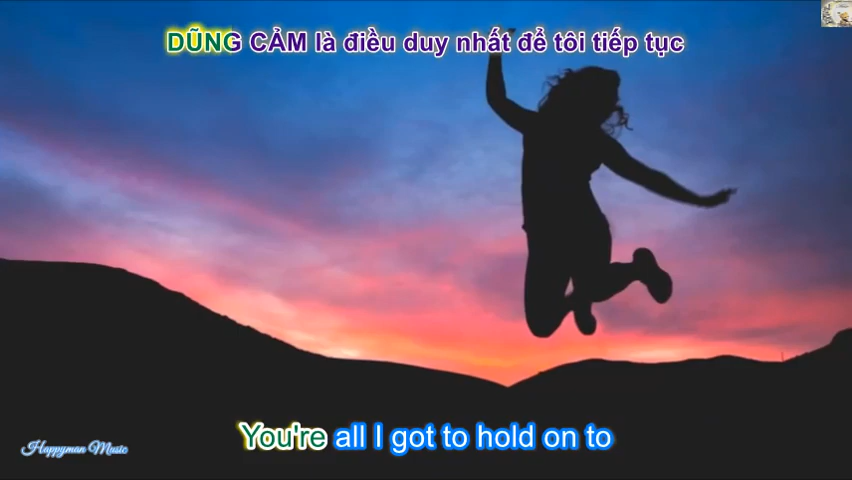 DŨNG CẢM là điều duy nhất để tôi tiếp tục
You're all I got to hold on to
Happyman Music